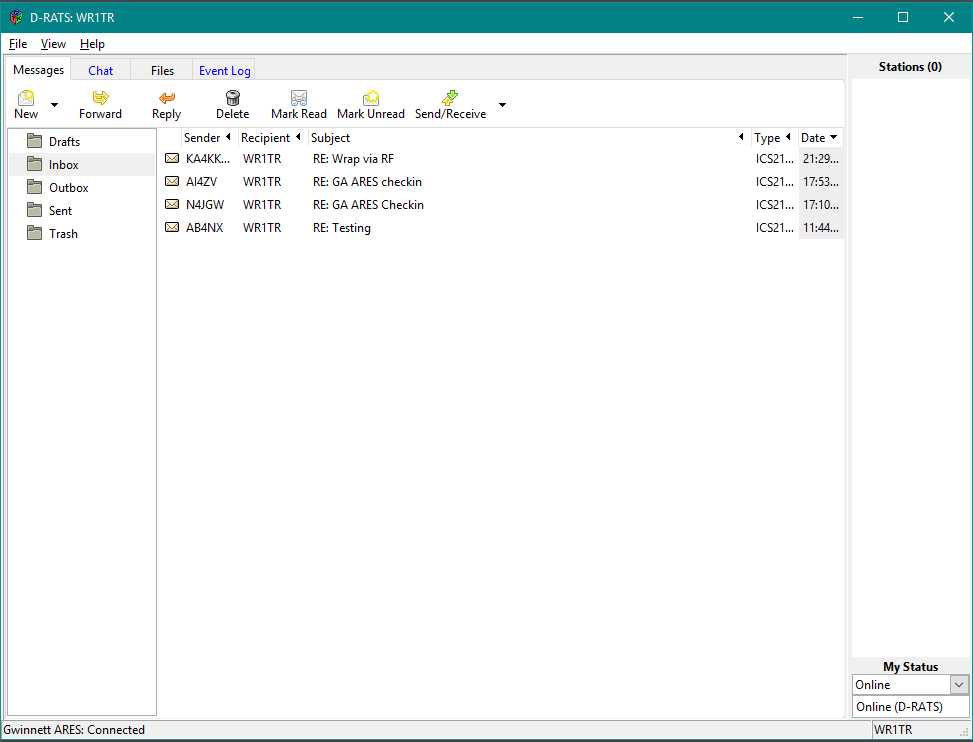 D-RATS: WR1TR
File View Help
Messages Chat Files Event Log
Stations (0)
New Forward Reply Delete Mark Read Mark Unread Send/Receive
Drafts
Inbox
Outbox
Sent
Trash
Sender Recipient Subject Type Date
KA4KK... WR1TR RE: Wrap via RF ICS21... 21:29...
AI4ZV WR1TR RE: GA ARES checkin ICS21... 17:53...
N4JGW WR1TR RE: GA ARES Checkin ICS21... 17:10...
AB4NX WR1TR RE: Testing ICS21... 11:44...
My Status
Online
Online (D-RATS)
Gwinnett ARES: Connected
WR1TR